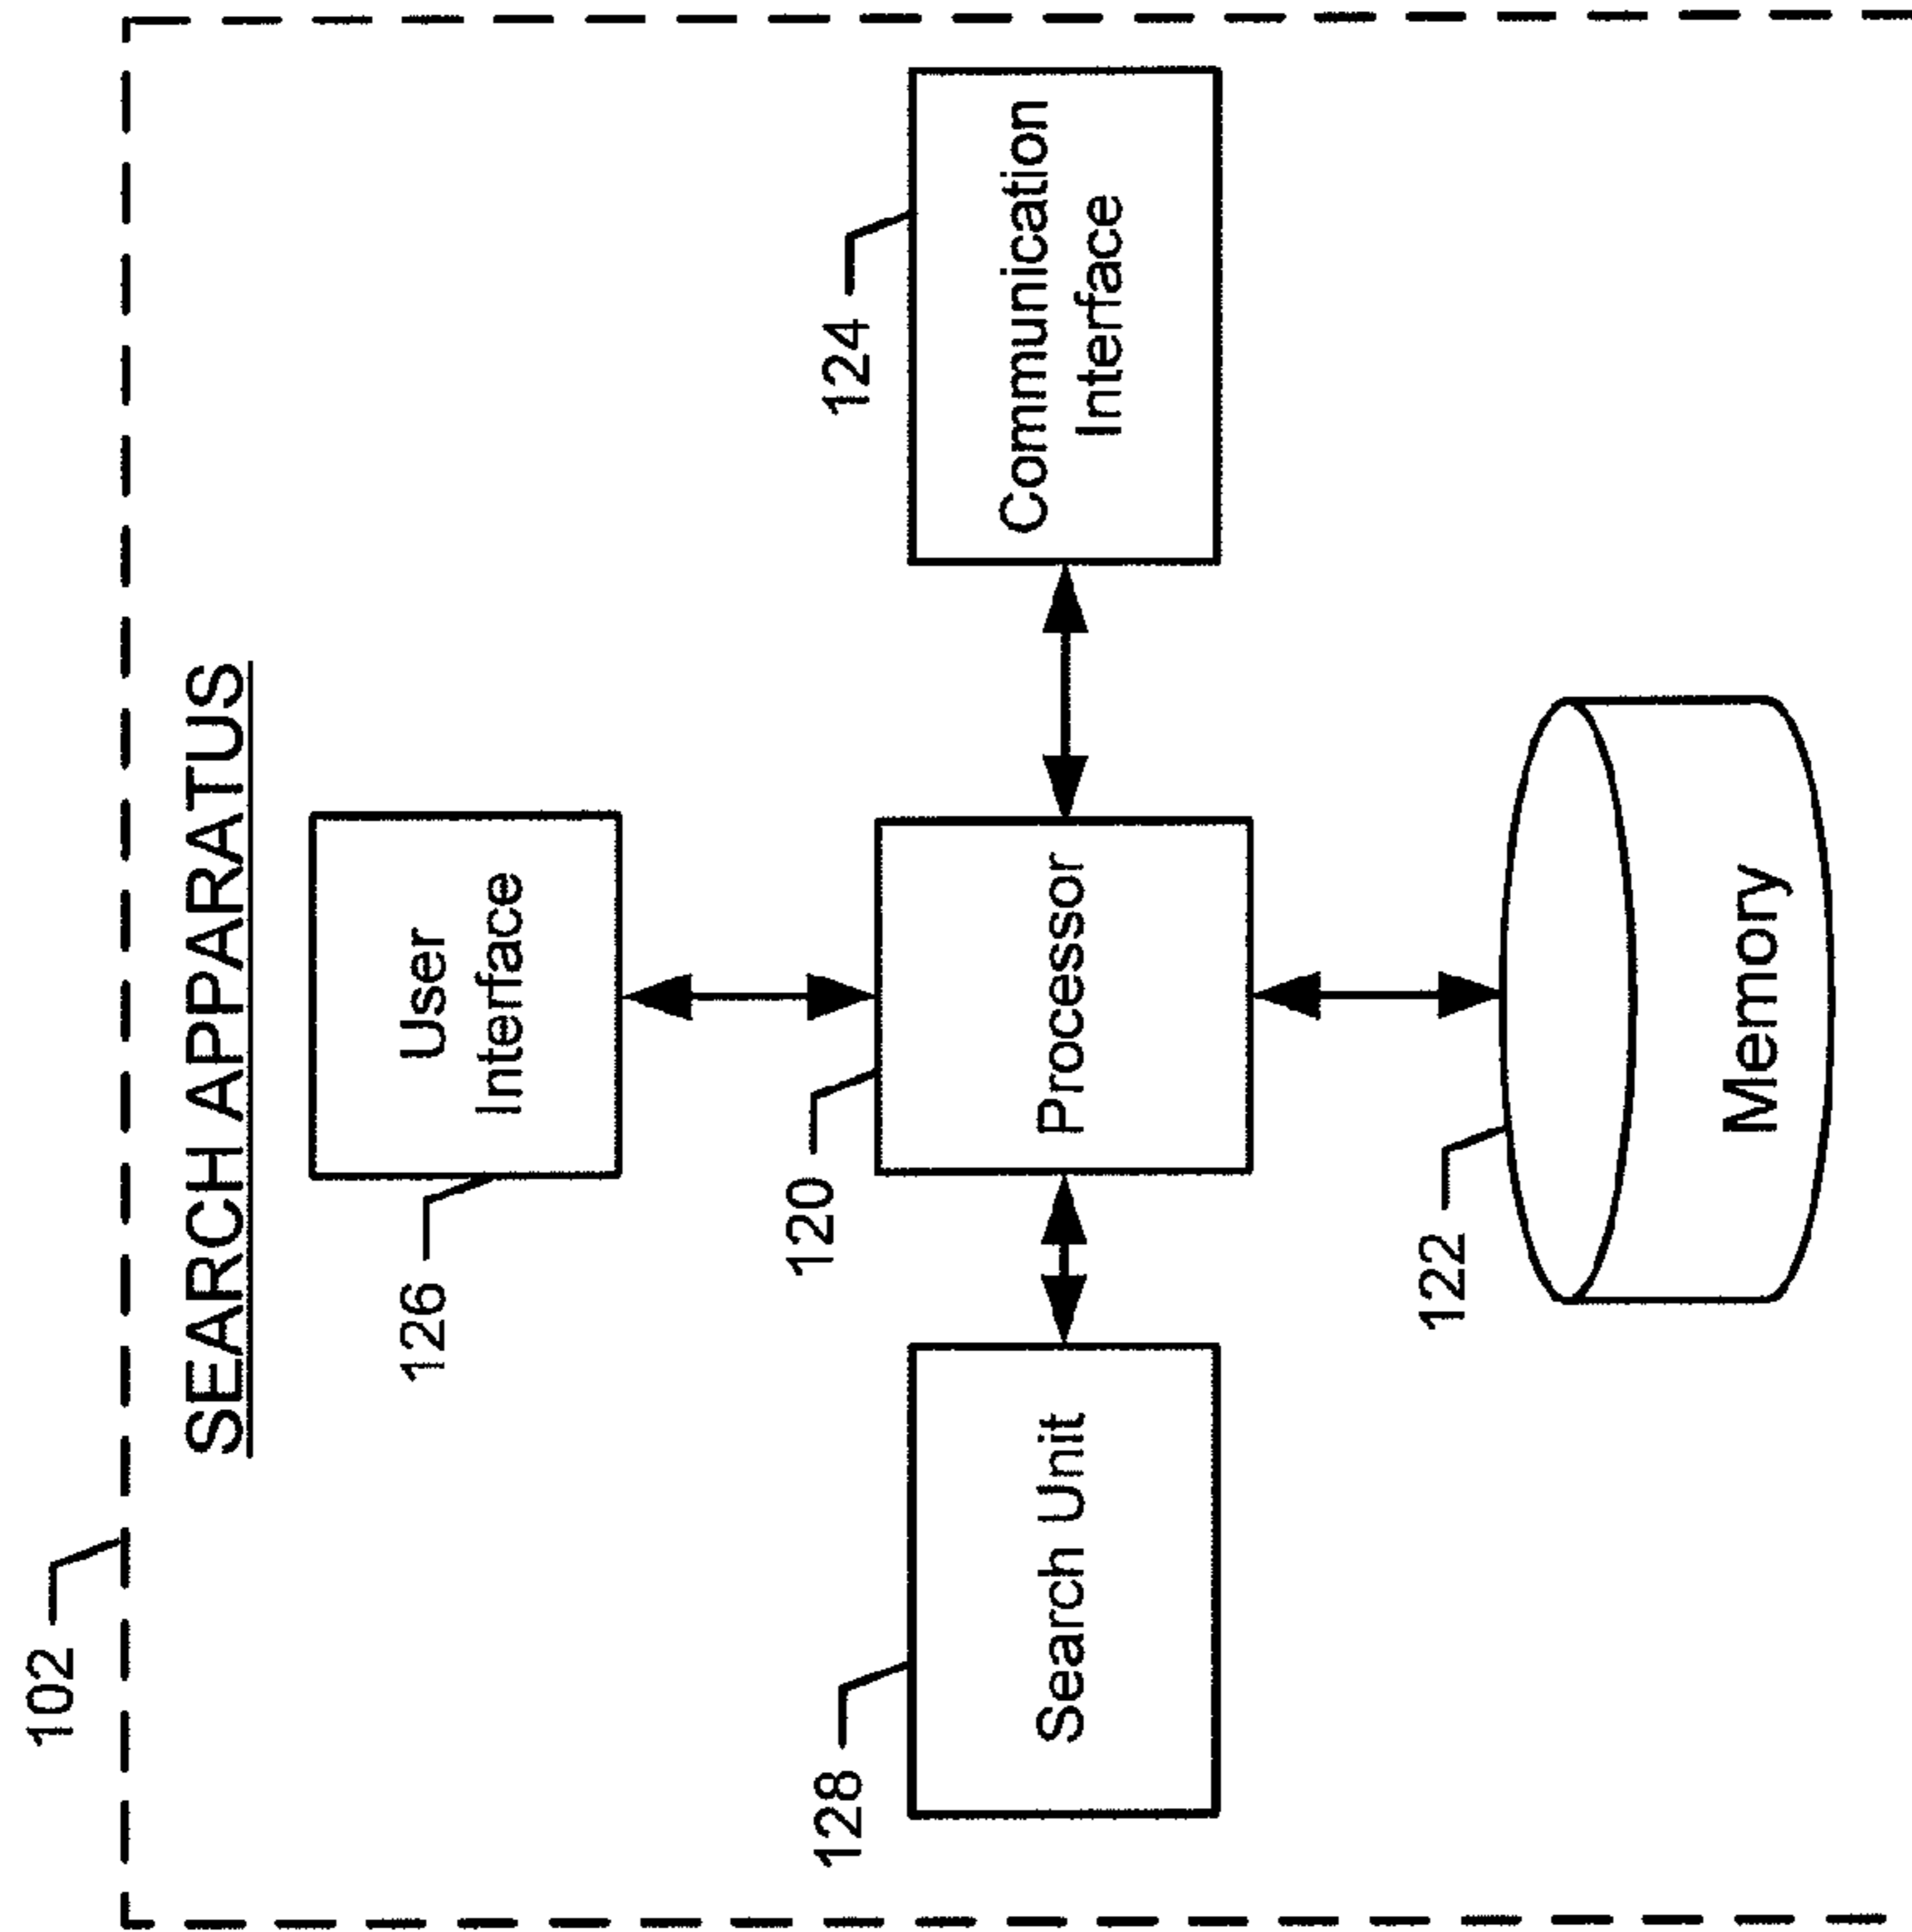 102
SEARCH APPARATUS
126
User
Interface
120
Processor
128
Search Unit
124
Communication
Interface
122
Memory